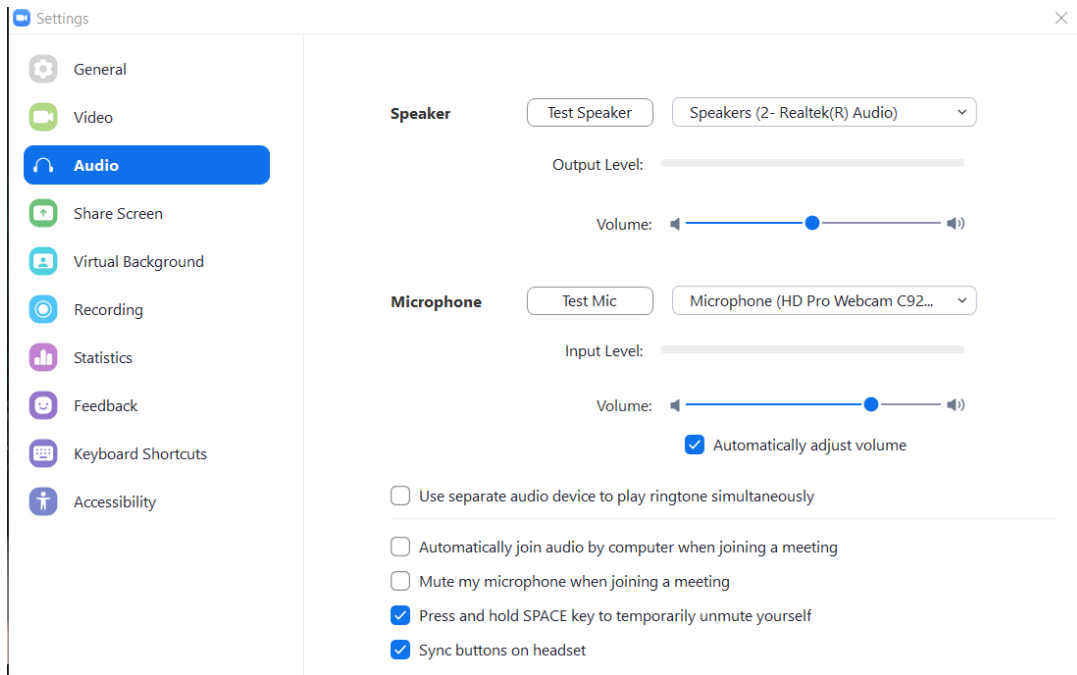 Settings
General
Video
Audio
Share Screen
Virtual Background
Recording
Statistics
Feedback
Keyboard Shortcuts
Accessibility
Speaker Test Speaker Speakers (2- Realtek(R) Audio)
Output Level:
Volume:
Microphone Test Mic Microphone (HD Pro Webcam C92...
Input Level:
Volume:
Automatically adjust volume
Use separate audio device to play ringtone simultaneously
Automatically join audio by computer when joining a meeting
Mute my microphone when joining a meeting
Press and hold SPACE key to temporarily unmute yourself
Sync buttons on headset